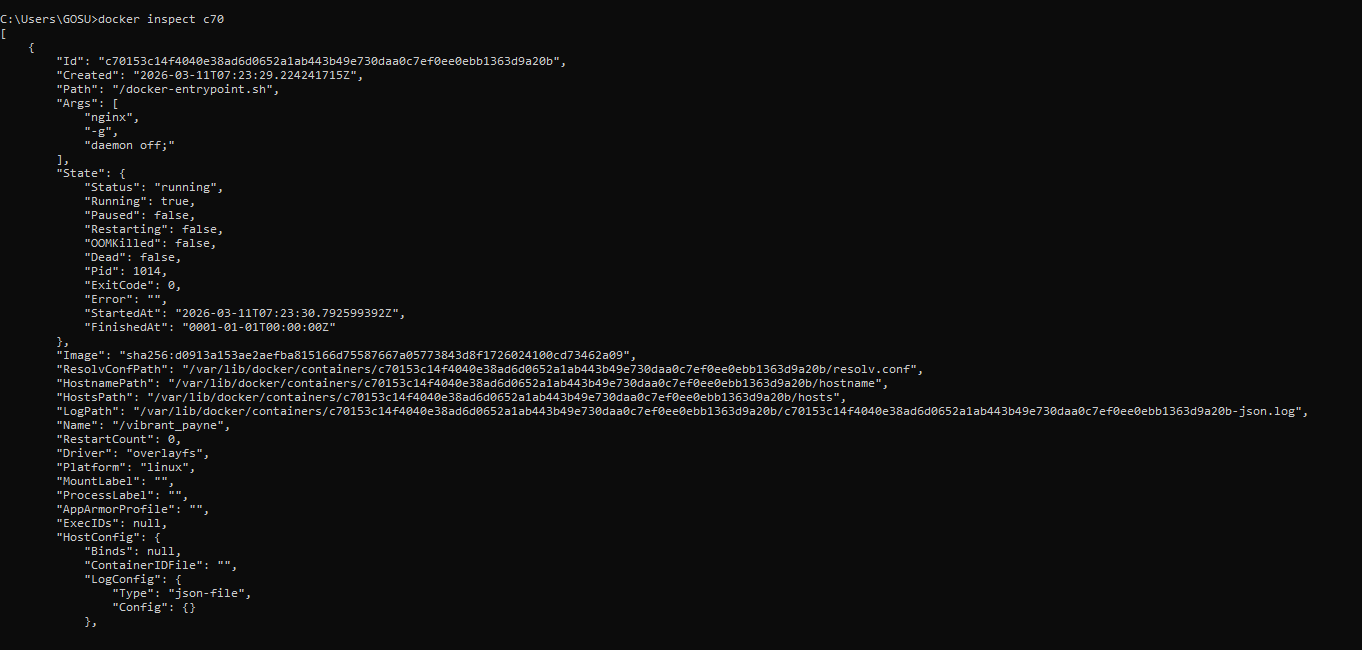 C:\Users\GOSU>docker inspect c70
[
    {
        "Id": "c70153c14f4040e38ad6d0652a1ab443b49e730daa0c7ef0ee0ebb1363d9a20b",
        "Created": "2026-03-11T07:23:29.224241715Z",
        "Path": "/docker-entrypoint.sh",
        "Args": [
            "nginx",
            "-g",
            "daemon off;"
        ],
        "State": {
            "Status": "running",
            "Running": true,
            "Paused": false,
            "Restarting": false,
            "OOMKilled": false,
            "Dead": false,
            "Pid": 1014,
            "ExitCode": 0,
            "Error": "",
            "StartedAt": "2026-03-11T07:23:30.792599392Z",
            "FinishedAt": "0001-01-01T00:00:00Z"
        },
        "Image": "sha256:d0913a153ae2aefba815166d75587667a05773843d8f1726024100cd73462a09",
        "ResolvConfPath": "/var/lib/docker/containers/c70153c14f4040e38ad6d0652a1ab443b49e730daa0c7ef0ee0ebb1363d9a20b/resolv.conf",
        "HostnamePath": "/var/lib/docker/containers/c70153c14f4040e38ad6d0652a1ab443b49e730daa0c7ef0ee0ebb1363d9a20b/hostname",
        "HostsPath": "/var/lib/docker/containers/c70153c14f4040e38ad6d0652a1ab443b49e730daa0c7ef0ee0ebb1363d9a20b/hosts",
        "LogPath": "/var/lib/docker/containers/c70153c14f4040e38ad6d0652a1ab443b49e730daa0c7ef0ee0ebb1363d9a20b/c70153c14f4040e38ad6d0652a1ab443b49e730daa0c7ef0ee0ebb1363d9a20b-json.log",
        "Name": "/vibrant_payne",
        "RestartCount": 0,
        "Driver": "overlayfs",
        "Platform": "linux",
        "MountLabel": "",
        "ProcessLabel": "",
        "AppArmorProfile": "",
        "ExecIDs": null,
        "HostConfig": {
            "Binds": null,
            "ContainerIDFile": "",
            "LogConfig": {
                "Type": "json-file",
                "Config": {}
            },